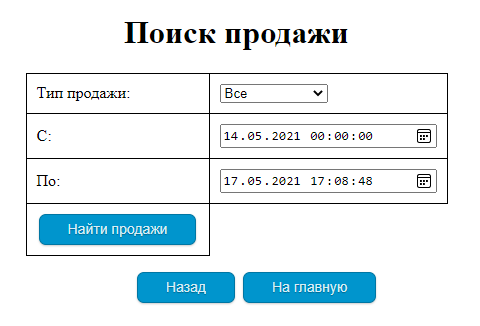 Поиск продажи
Тип продажи: Все
С: 14.05.2021 00:00:00
По: 17.05.2021 17:08:48
Найти продажи
Назад На главную